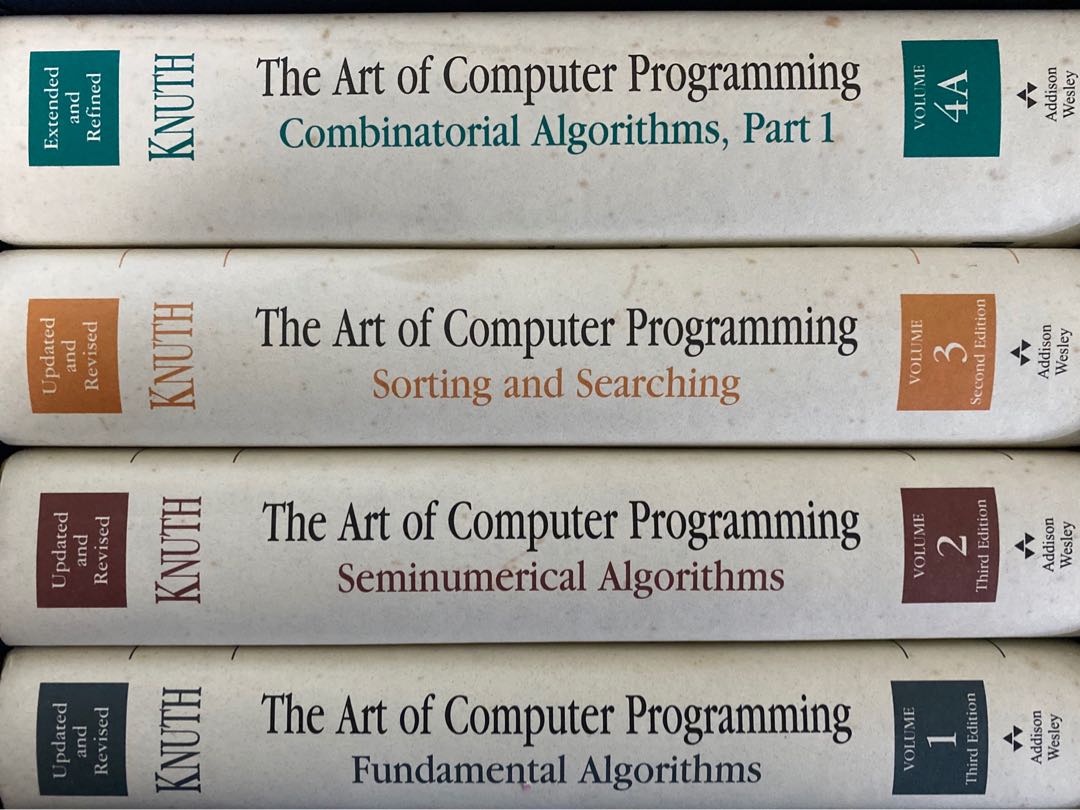 Extended
and
Refined
KNUTH
The Art of Computer Programming
Combinatorial Algorithms, Part 1
VOLUME
4A
Addison
Wesley
Updated
and
Revised
KNUTH
The Art of Computer Programming
Sorting and Searching
VOLUME
3
Second Edition
Addison
Wesley
Updated
and
Revised
KNUTH
The Art of Computer Programming
Seminumerical Algorithms
VOLUME
2
Third Edition
Addison
Wesley
Updated
and
Revised
KNUTH
The Art of Computer Programming
Fundamental Algorithms
VOLUME
1
Third Edition
Addison
Wesley